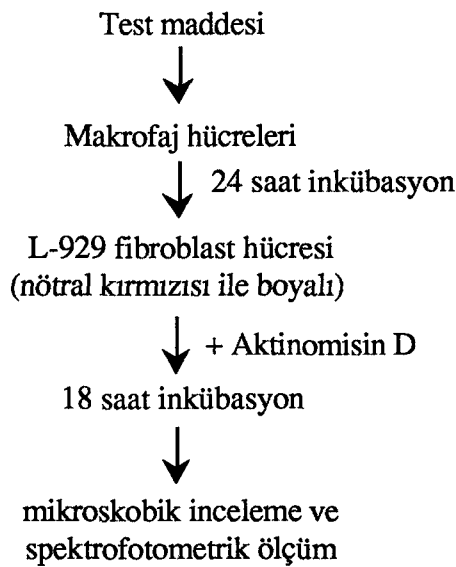 Test maddesi
Makrofaj hücreleri
24 saat inkübasyon
L-929 fibroblast hücresi
(nötral kırmızısı ile boyalı)
+ Aktinomisin D
18 saat inkübasyon
mikroskobik inceleme ve
spektrofotometrik ölçüm